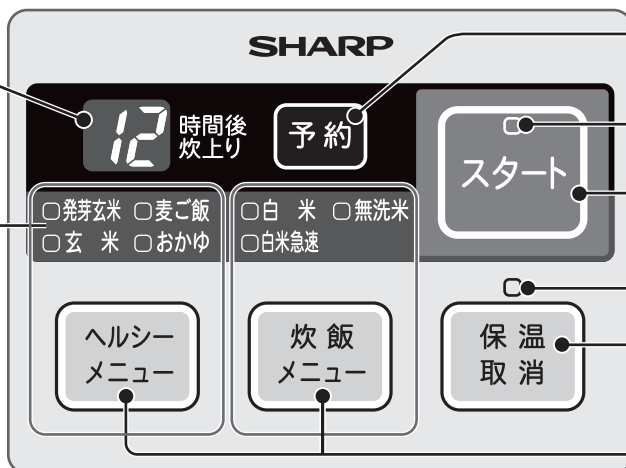 SHARP
12 時間後
炊上り
予約
スタート
□発芽玄米 □麦ご飯
□玄 米 □おかゆ
□白 米 □無洗米
□白米急速
ヘルシー
メニュー
炊飯
メニュー
保温
取消